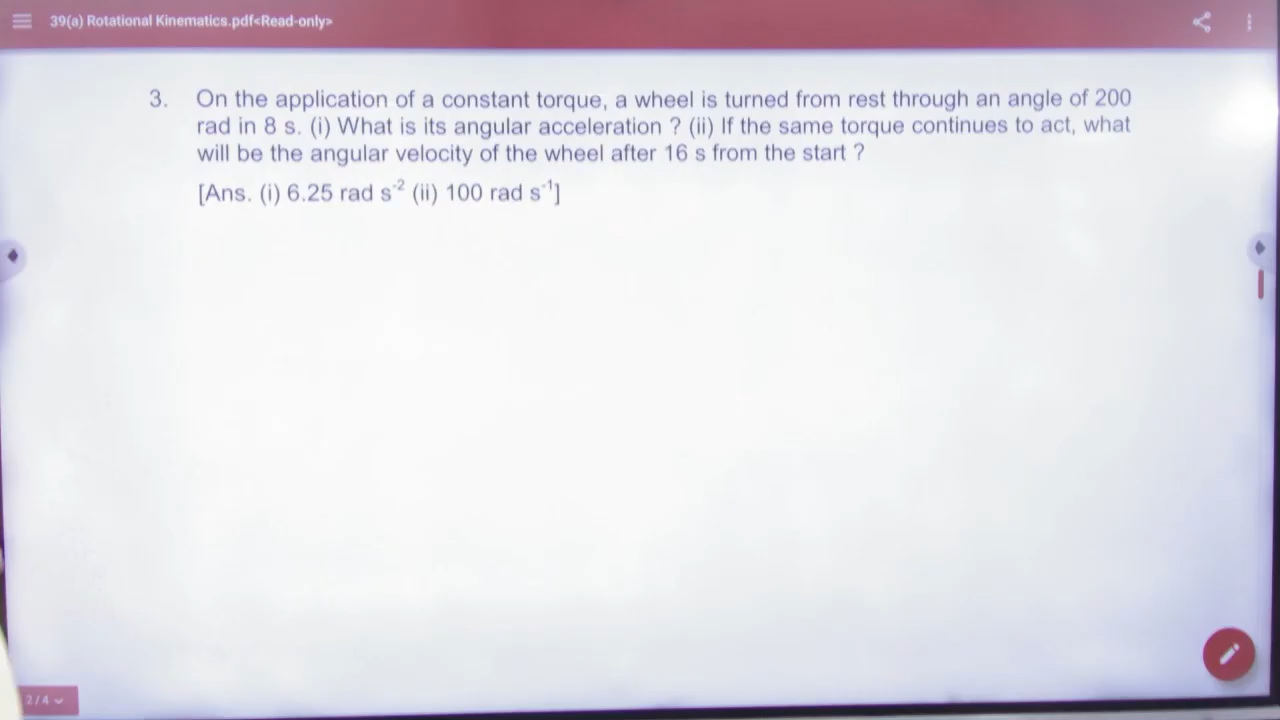 39(a) Rotational Kinematics.pdf<Read-only>
3. On the application of a constant torque, a wheel is turned from rest through an angle of 200
rad in 8 s. (i) What is its angular acceleration ? (ii) If the same torque continues to act, what
will be the angular velocity of the wheel after 16 s from the start ?
[Ans. (i) 6.25 rad s⁻² (ii) 100 rad s⁻¹]
2/4